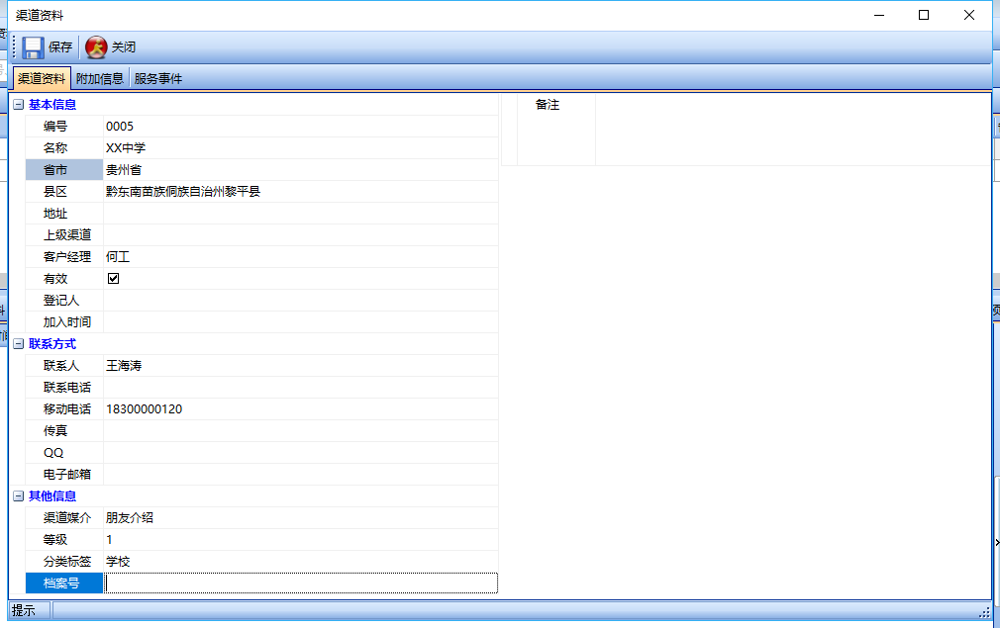 渠道资料
保存 关闭
渠道资料 附加信息 服务事件
基本信息
编号 0005
名称 XX中学
省市 贵州省
县区 黔东南苗族侗族自治州黎平县
地址
上级渠道
客户经理 何工
有效
登记人
加入时间
联系方式
联系人 王海涛
联系电话
移动电话 18300000120
传真
QQ
电子邮箱
其他信息
渠道媒介 朋友介绍
等级 1
分类标签 学校
档案号
备注
提示